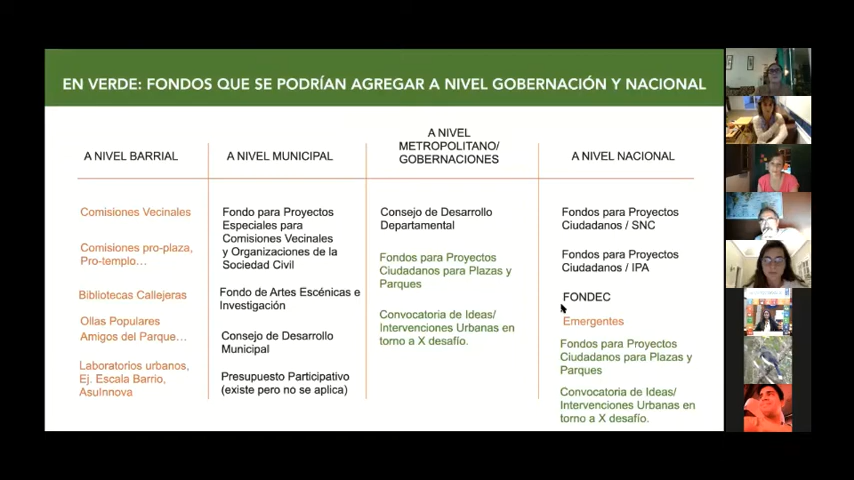 EN VERDE: FONDOS QUE SE PODRÍAN AGREGAR A NIVEL GOBERNACIÓN Y NACIONAL
A NIVEL BARRIAL
Comisiones Vecinales
Comisiones pro-plaza,
Pro-templo…
Bibliotecas Callejeras
Ollas Populares
Amigos del Parque…
Laboratorios urbanos,
Ej. Escala Barrio,
AsuInnova
A NIVEL MUNICIPAL
Fondo para Proyectos
Especiales para
Comisiones Vecinales
y Organizaciones de la
Sociedad Civil
Fondo de Artes Escénicas e
Investigación
Consejo de Desarrollo
Municipal
Presupuesto Participativo
(existe pero no se aplica)
A NIVEL
METROPOLITANO/
GOBERNACIONES
Consejo de Desarrollo
Departamental
Fondos para Proyectos
Ciudadanos para Plazas y
Parques
Convocatoria de Ideas/
Intervenciones Urbanas en
torno a X desafío.
A NIVEL NACIONAL
Fondos para Proyectos
Ciudadanos / SNC
Fondos para Proyectos
Ciudadanos / IPA
FONDEC
Emergentes
Fondos para Proyectos
Ciudadanos para Plazas y
Parques
Convocatoria de Ideas/
Intervenciones Urbanas en
torno a X desafío.